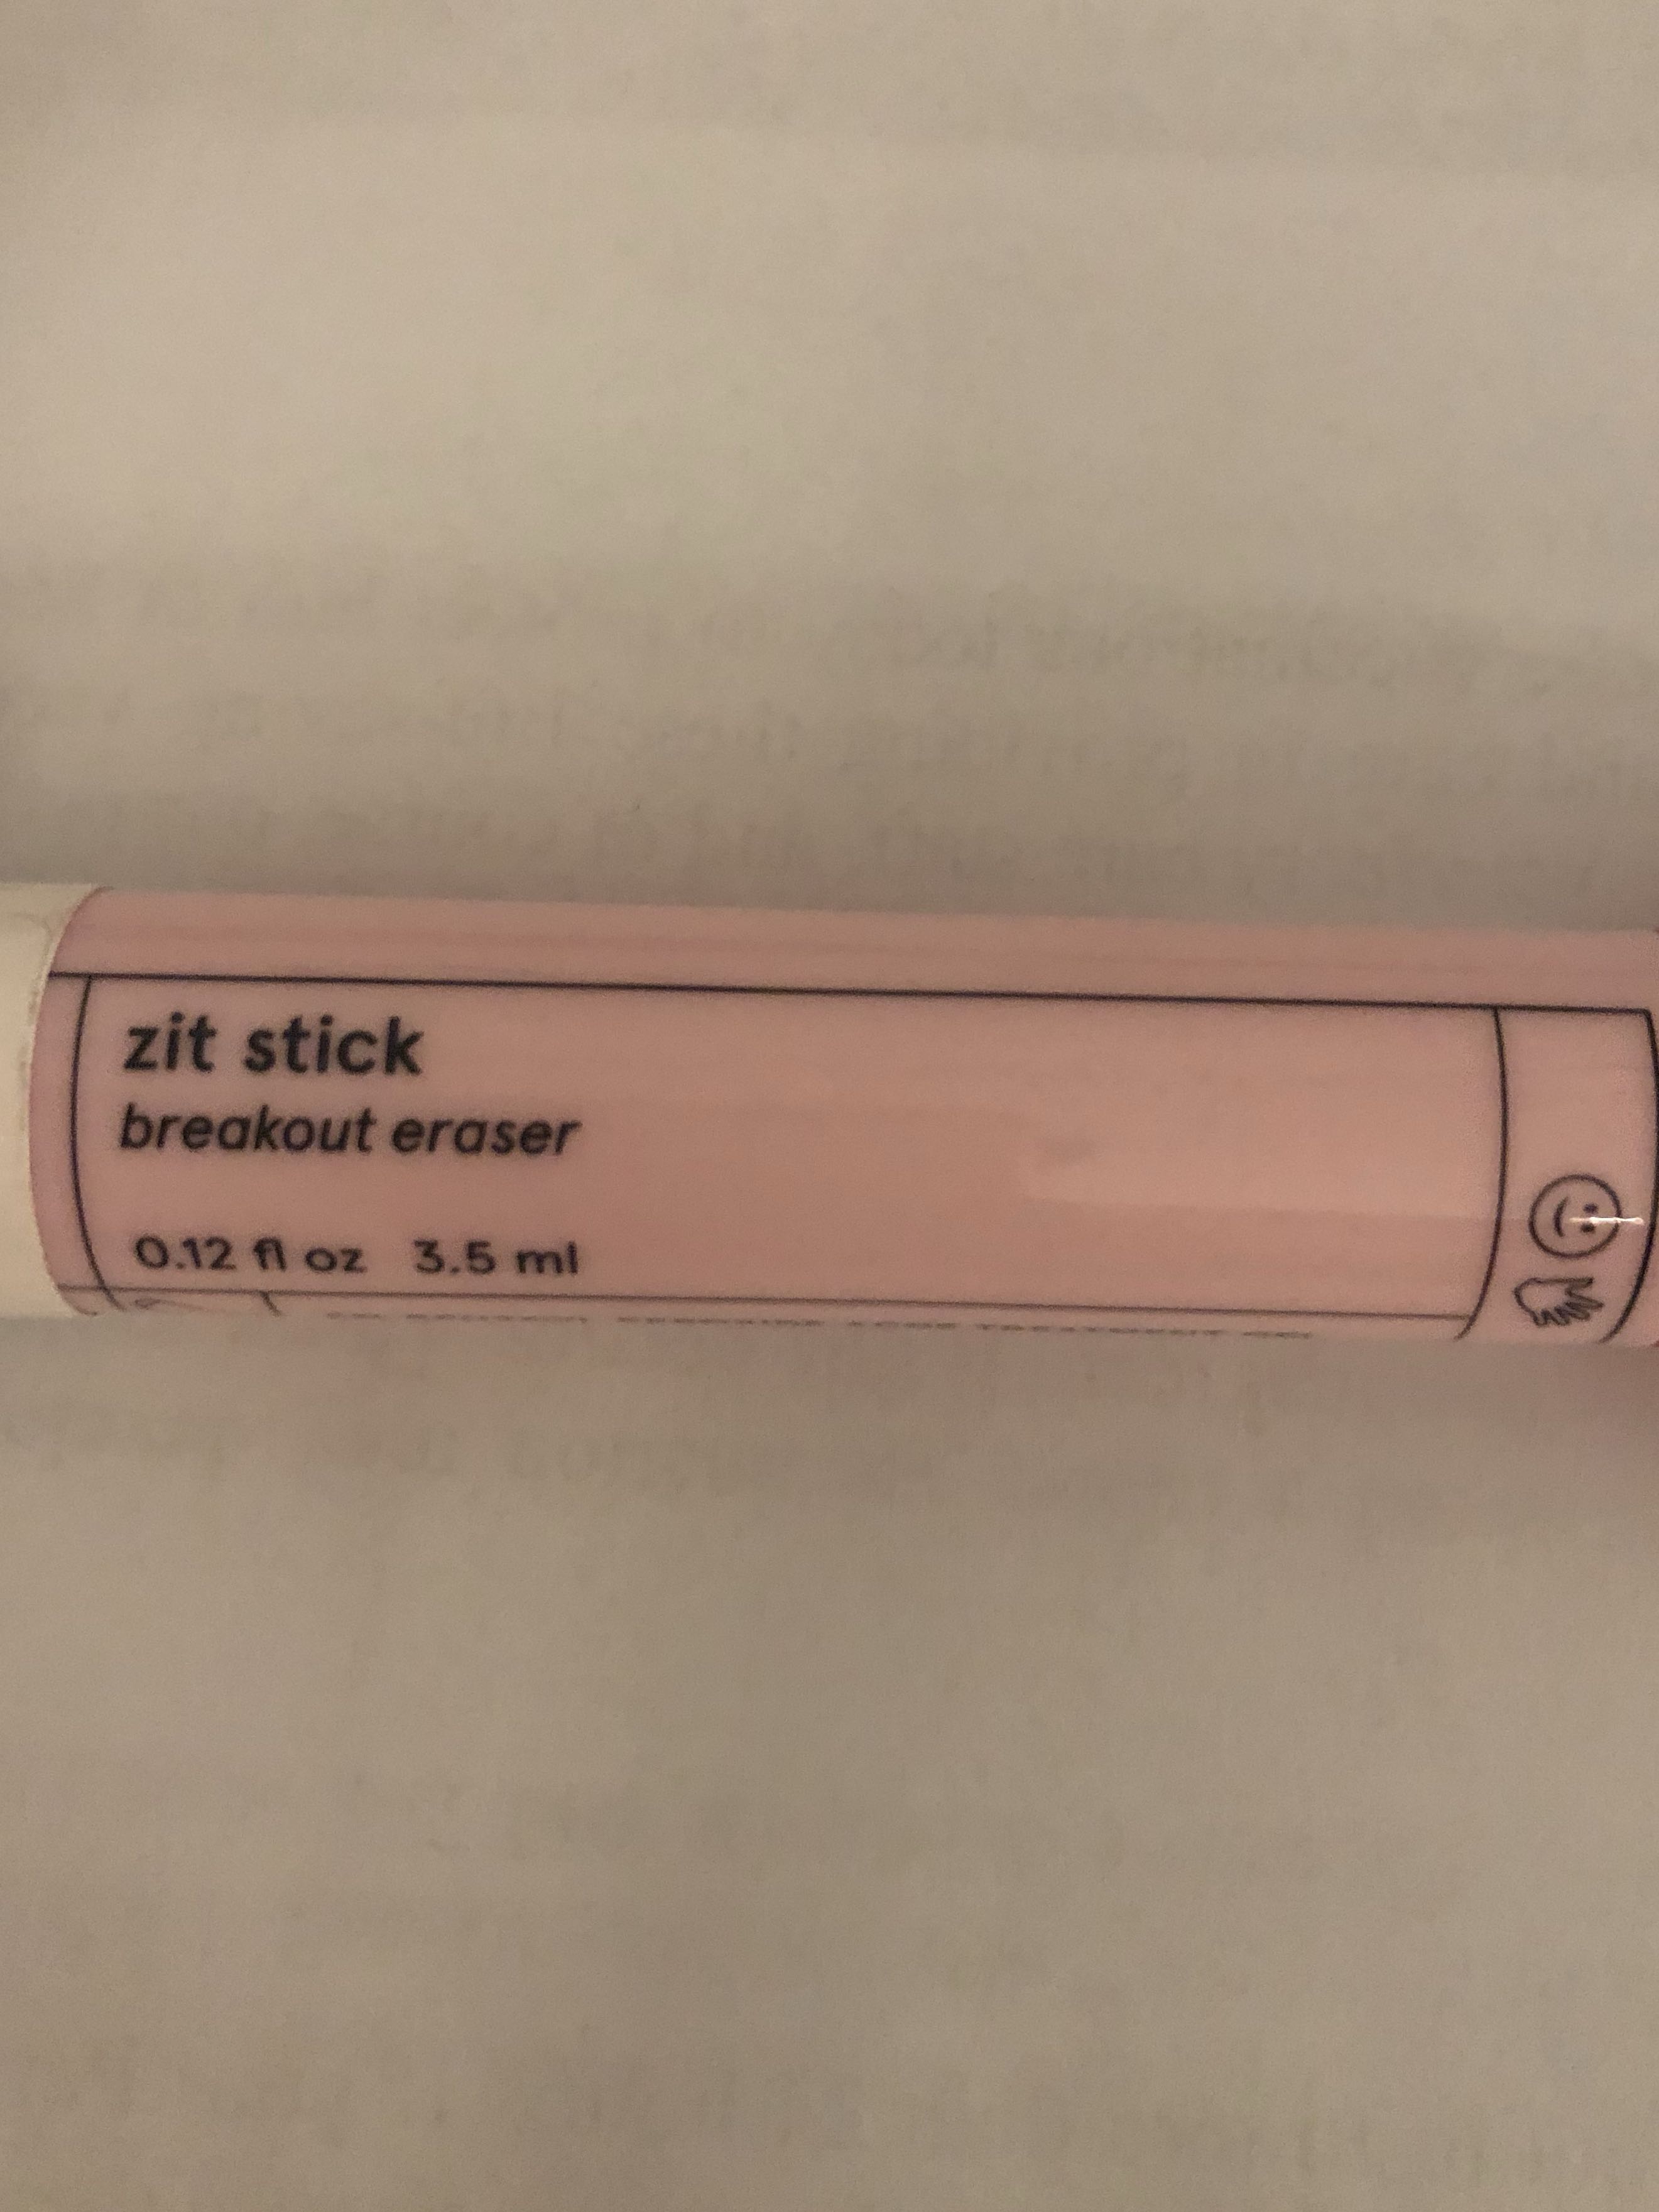 zit stick
breakout eraser
0.12 fl oz 3.5 ml